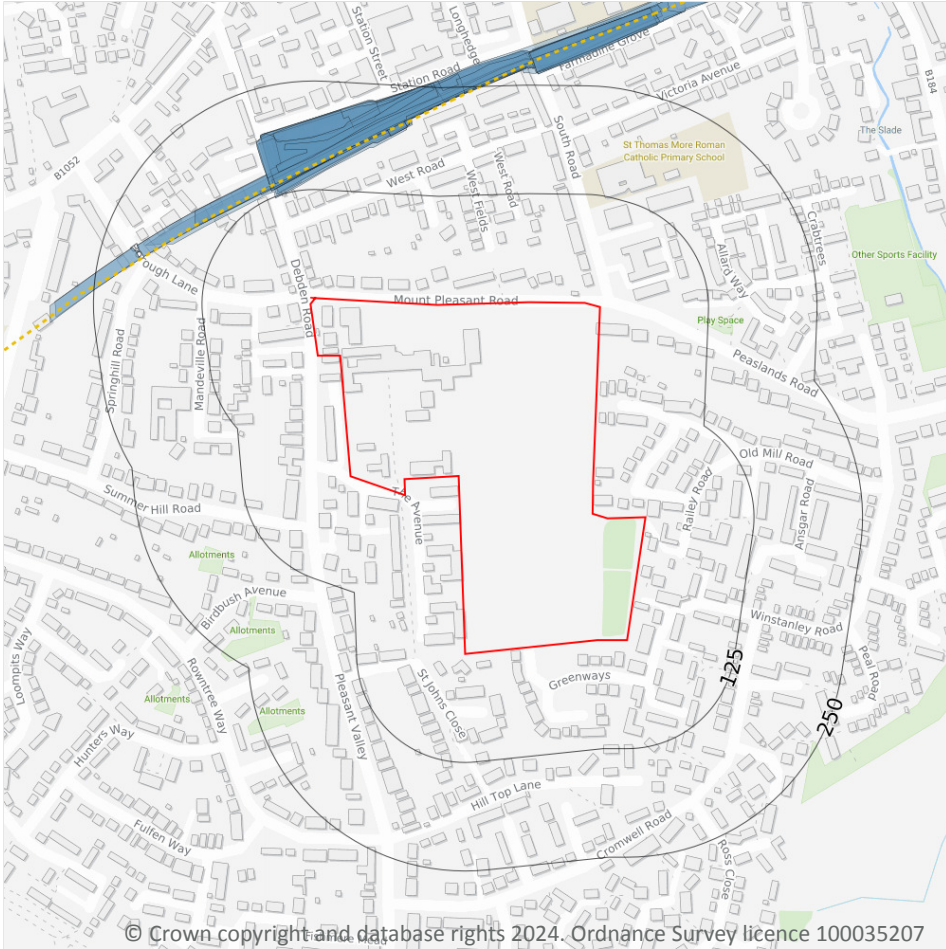 Station Street
Longhedge
Station Road
Farmadine Grove
Victoria Avenue
B184
B1052
South Road
St Thomas More Roman
Catholic Primary School
The Slade
West Road
West Road
West Fields
Crabtrees
Allard Way
Other Sports Facility
Debden Road
Mount Pleasant Road
Play Space
Peaslands Road
Mandeville Road
Springhill Road
Old Mill Road
Railey Road
Ansgar Road
The Avenue
Summer Hill Road
Allotments
Birdbush Avenue
Allotments
Winstanley Road
Loompits Way
Rowntree Way
Pleasant Valley
St Johns Close
Greenways
125
Peal Road
Allotments
Allotments
250
Hunters Way
Hill Top Lane
Fulfen Way
Cromwell Road
Ross Close
© Crown copyright and database rights 2024. Ordnance Survey licence 100035207